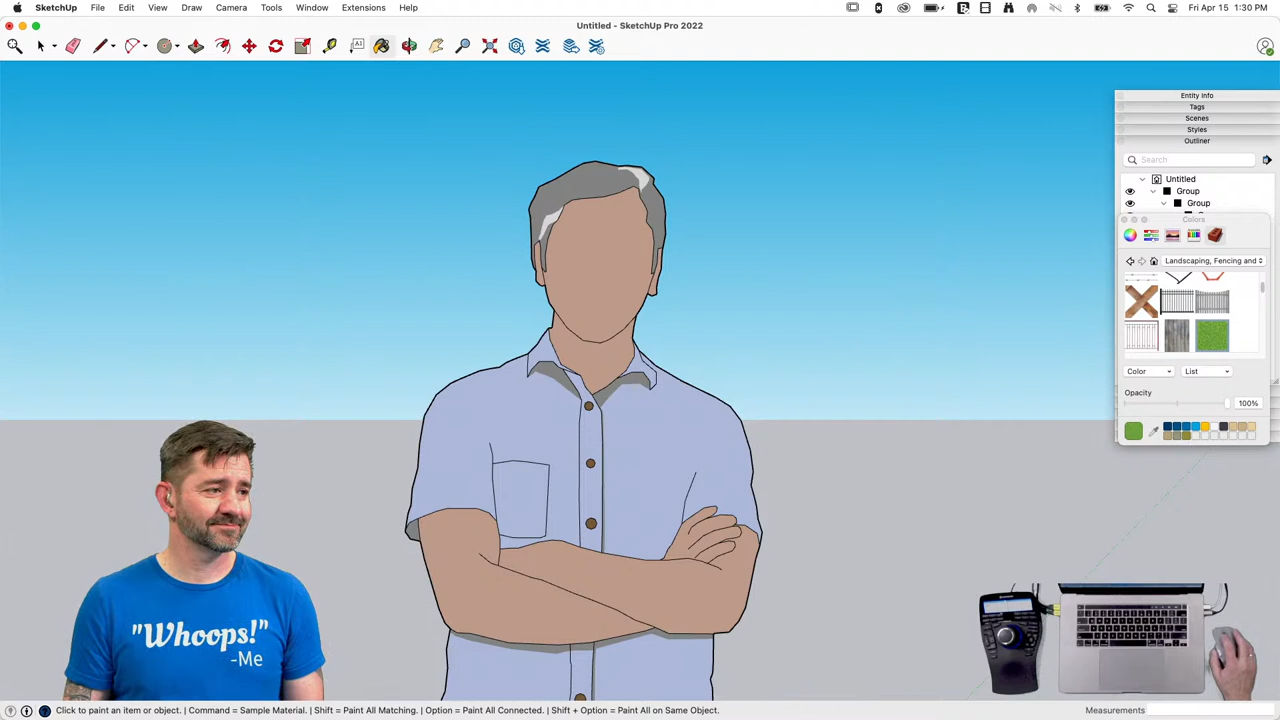 SketchUp File Edit View Draw Camera Tools Window Extensions Help
Fri Apr 15 1:30 PM
Untitled - SketchUp Pro 2022
Entity Info
Tags
Scenes
Styles
Outliner
Search
Untitled
Group
Group
Colors
Landscaping, Fencing and
Color
List
Opacity
100%
"Whoops!"
-Me
Click to paint an item or object. | Command = Sample Material. | Shift = Paint All Matching. | Option = Paint All Connected. | Shift + Option = Paint All on Same Object.
Measurements